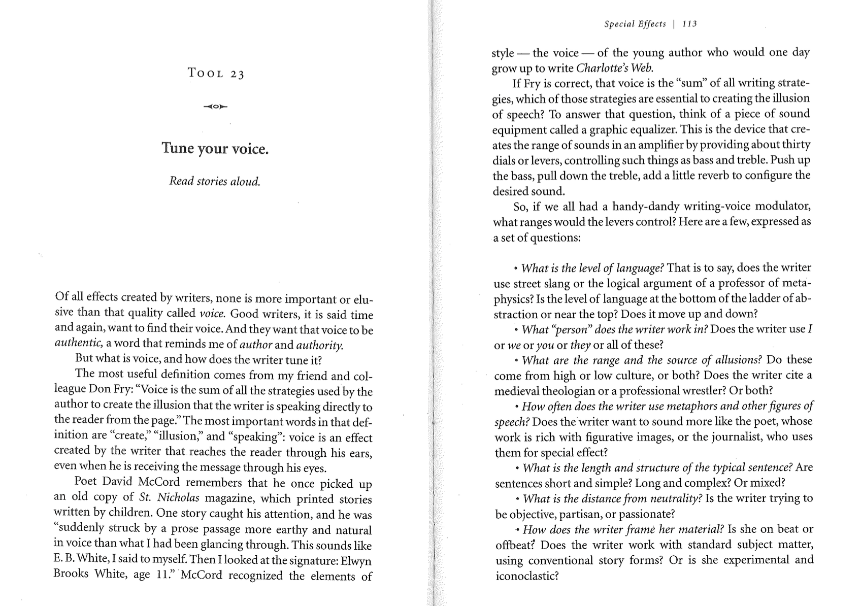 TOOL 23
Tune your voice.
Read stories aloud.
Of all effects created by writers, none is more important or elu-
sive than that quality called voice. Good writers, it is said time
and again, want to find their voice. And they want that voice to be
authentic, a word that reminds me of author and authority.
But what is voice, and how does the writer tune it?
The most useful definition comes from my friend and col-
league Don Fry: “Voice is the sum of all the strategies used by the
author to create the illusion that the writer is speaking directly to
the reader from the page.” The most important words in that def-
inition are “create,” “illusion,” and “speaking”: voice is an effect
created by the writer that reaches the reader through his ears,
even when he is receiving the message through his eyes.
Poet David McCord remembers that he once picked up
an old copy of St. Nicholas magazine, which printed stories
written by children. One story caught his attention, and he was
“suddenly struck by a prose passage more earthy and natural
in voice than what I had been glancing through. This sounds like
E. B. White, I said to myself. Then I looked at the signature: Elwyn
Brooks White, age 11.” McCord recognized the elements of
Special Effects | 113
style — the voice — of the young author who would one day
grow up to write Charlotte’s Web.
If Fry is correct, that voice is the “sum” of all writing strate-
gies, which of those strategies are essential to creating the illusion
of speech? To answer that question, think of a piece of sound
equipment called a graphic equalizer. This is the device that cre-
ates the range of sounds in an amplifier by providing about thirty
dials or levers, controlling such things as bass and treble. Push up
the bass, pull down the treble, add a little reverb to configure the
desired sound.
So, if we all had a handy-dandy writing-voice modulator,
what ranges would the levers control? Here are a few, expressed as
a set of questions:
• What is the level of language? That is to say, does the writer
use street slang or the logical argument of a professor of meta-
physics? Is the level of language at the bottom of the ladder of ab-
straction or near the top? Does it move up and down?
• What “person” does the writer work in? Does the writer use I
or we or you or they or all of these?
• What are the range and the source of allusions? Do these
come from high or low culture, or both? Does the writer cite a
medieval theologian or a professional wrestler? Or both?
• How often does the writer use metaphors and other figures of
speech? Does the writer want to sound more like the poet, whose
work is rich with figurative images, or the journalist, who uses
them for special effect?
• What is the length and structure of the typical sentence? Are
sentences short and simple? Long and complex? Or mixed?
• What is the distance from neutrality? Is the writer trying to
be objective, partisan, or passionate?
• How does the writer frame her material? Is she on beat or
offbeat? Does the writer work with standard subject matter,
using conventional story forms? Or is she experimental and
iconoclastic?